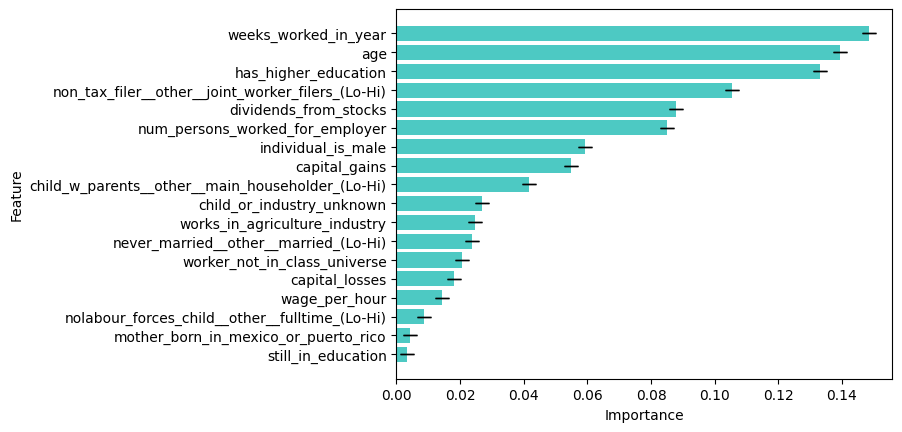 weeks_worked_in_year
age
has_higher_education
non_tax_filer__other__joint_worker_filers_(Lo-Hi)
dividends_from_stocks
num_persons_worked_for_employer
individual_is_male
capital_gains
child_w_parents__other__main_householder_(Lo-Hi)
child_or_industry_unknown
works_in_agriculture_industry
never_married__other__married_(Lo-Hi)
worker_not_in_class_universe
capital_losses
wage_per_hour
nolabour_forces_child__other__fulltime_(Lo-Hi)
mother_born_in_mexico_or_puerto_rico
still_in_education
Feature
0.00 0.02 0.04 0.06 0.08 0.10 0.12 0.14
Importance